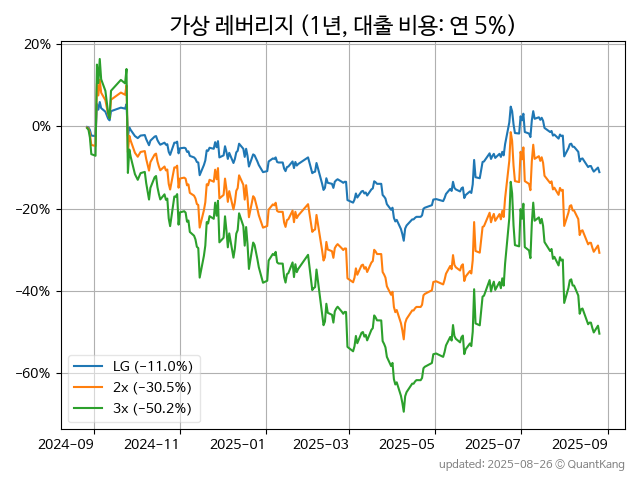 가상 레버리지 (1년, 대출 비용: 연 5%)
20%
0%
−20%
−40%
−60%
LG (−11.0%)
2x (−30.5%)
3x (−50.2%)
2024-09 2024-11 2025-01 2025-03 2025-05 2025-07 2025-09
updated: 2025-08-26 © QuantKang